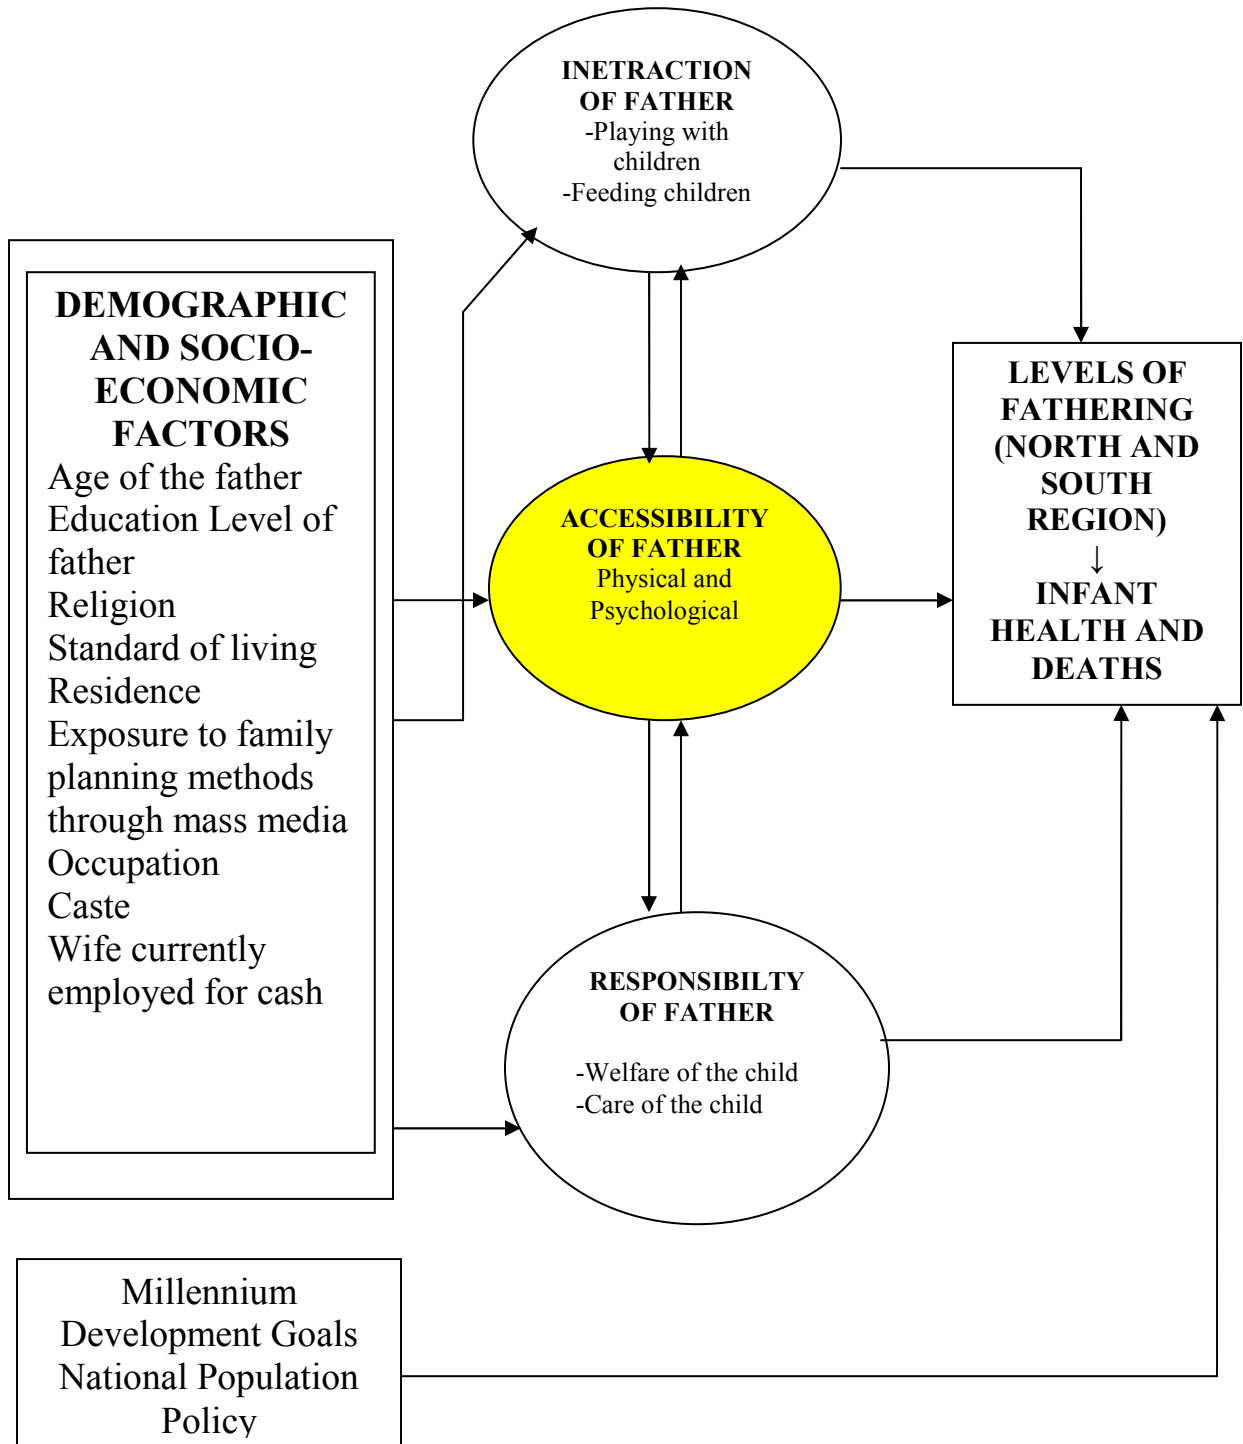 INETRACTION
OF FATHER
-Playing with
children
-Feeding children
DEMOGRAPHIC
AND SOCIO-
ECONOMIC
FACTORS
Age of the father
Education Level of
father
Religion
Standard of living
Residence
Exposure to family
planning methods
through mass media
Occupation
Caste
Wife currently
employed for cash
ACCESSIBILITY
OF FATHER
Physical and
Psychological
LEVELS OF
FATHERING
(NORTH AND
SOUTH
REGION)
↓
INFANT
HEALTH AND
DEATHS
RESPONSIBILTY
OF FATHER
-Welfare of the child
-Care of the child
Millennium
Development Goals
National Population
Policy